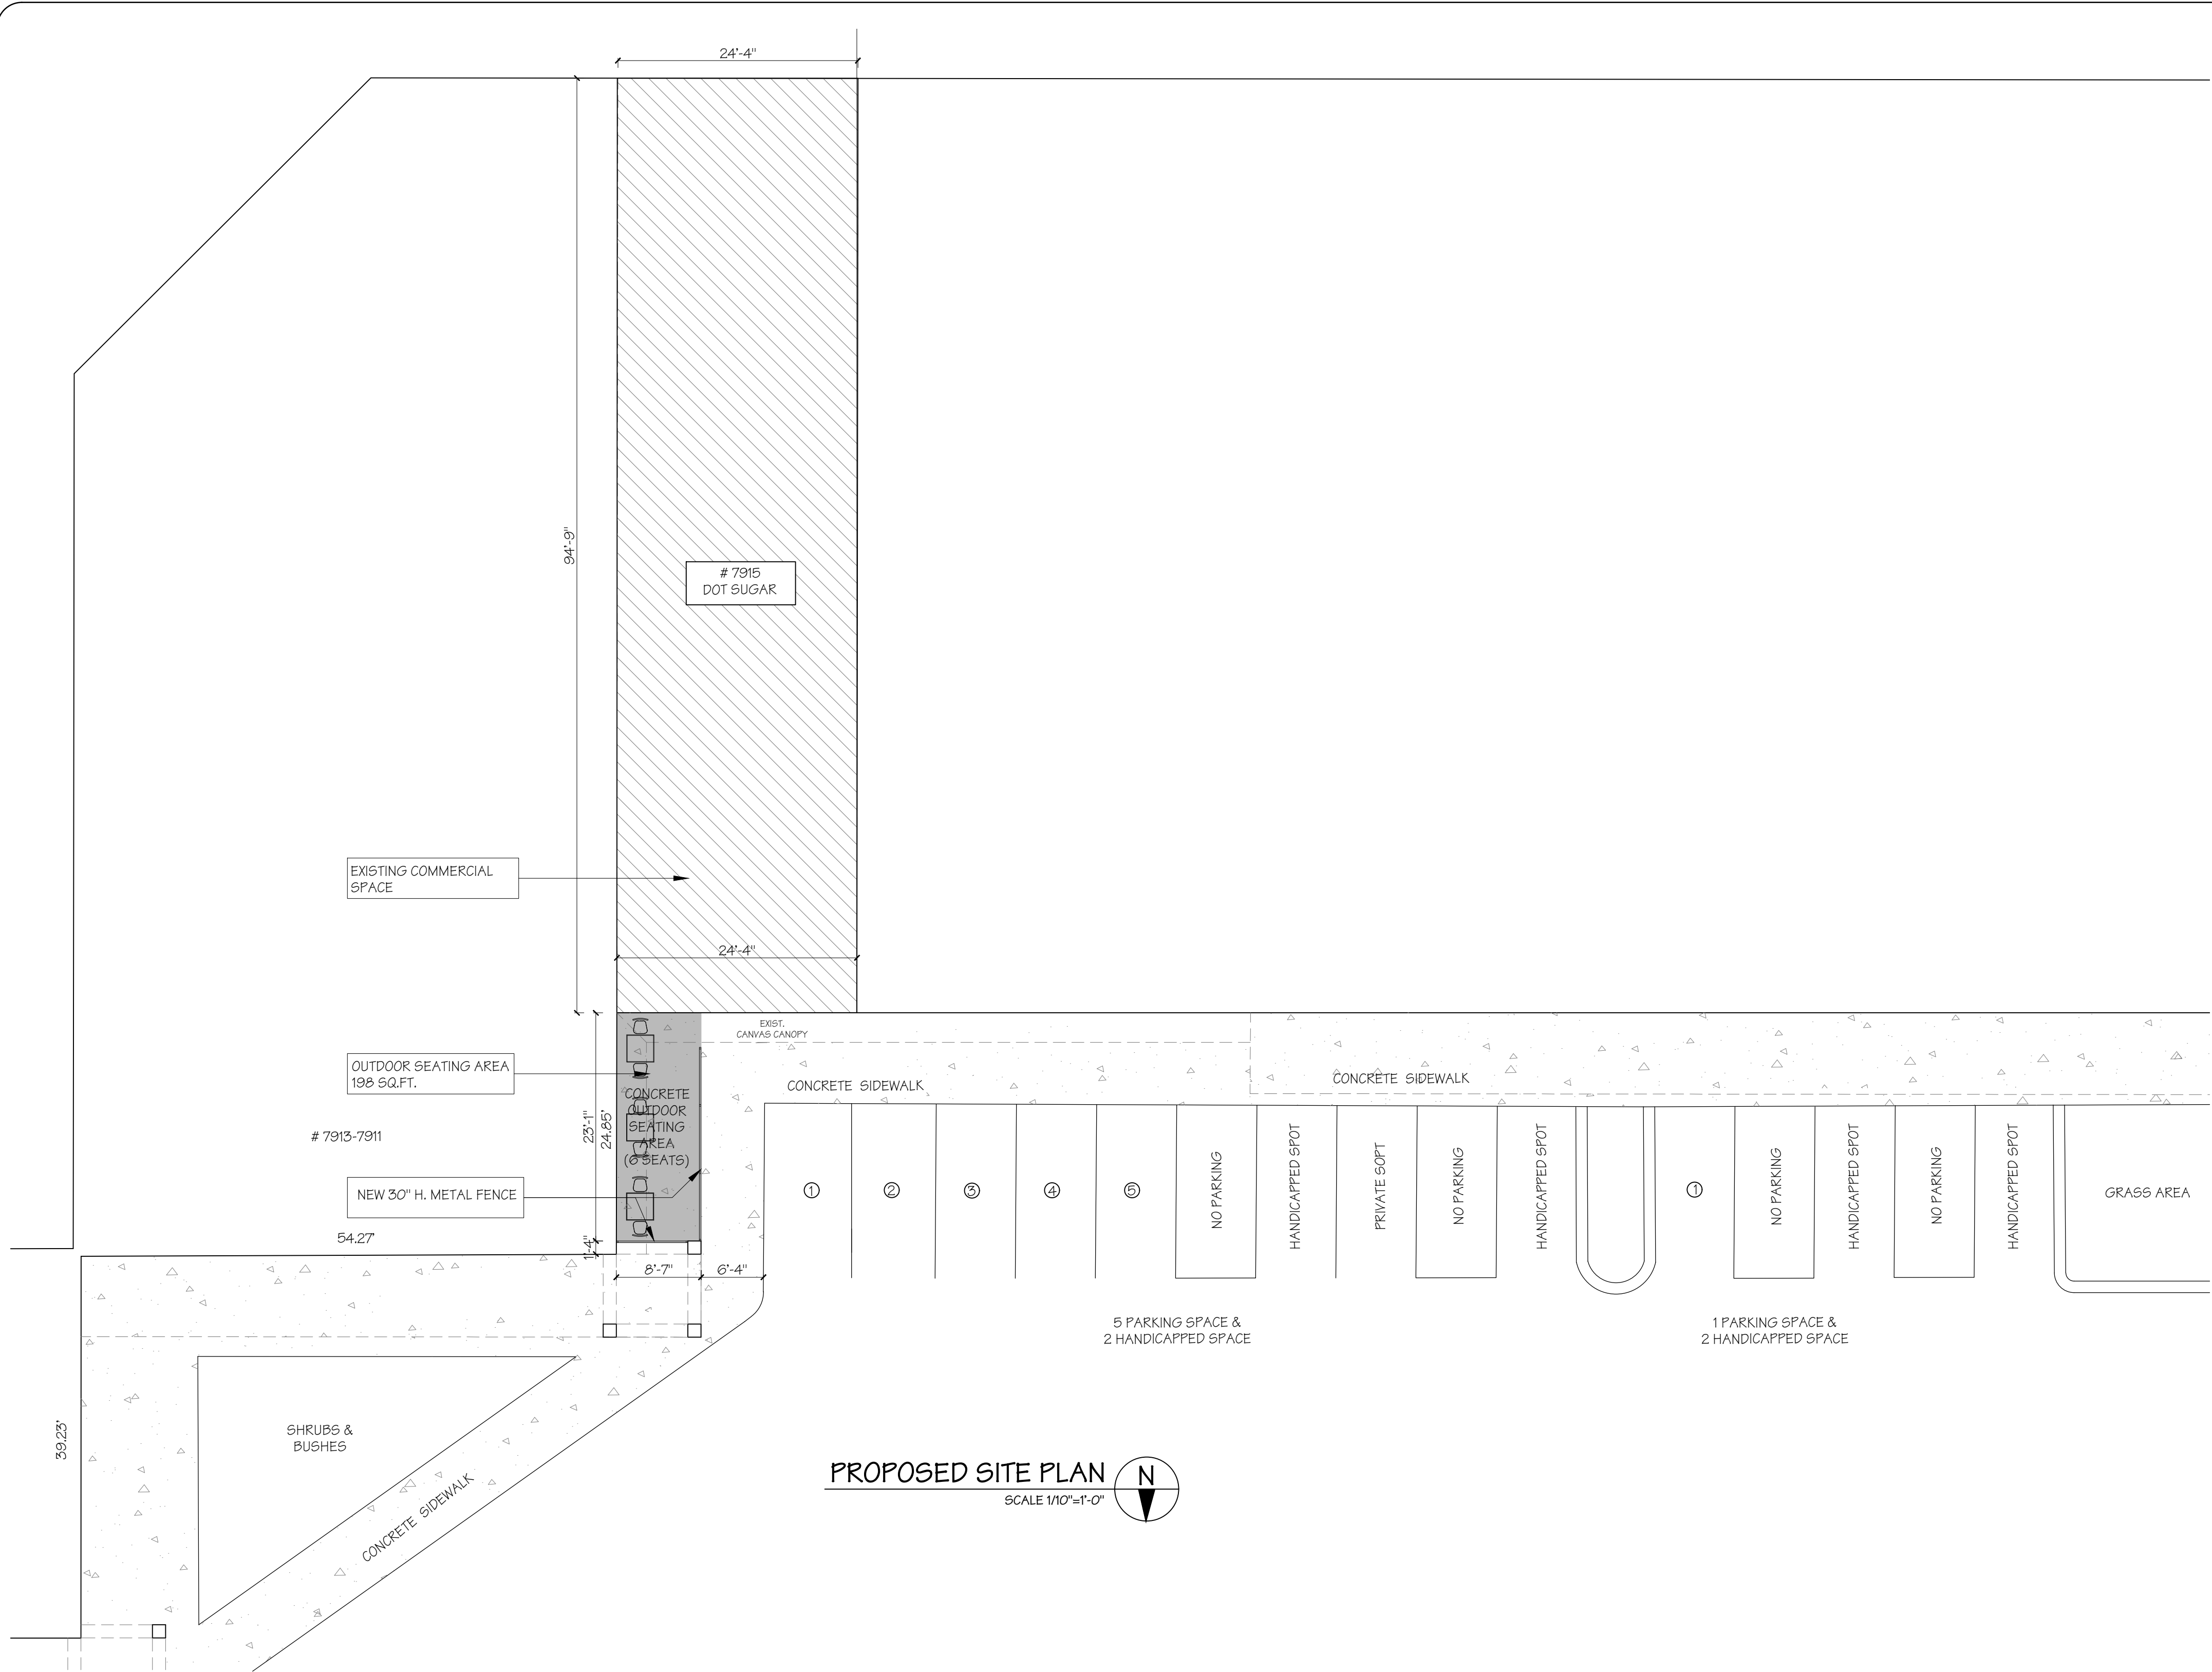 24'-4"
94'-9"
# 7915
DOT SUGAR
EXISTING COMMERCIAL
SPACE
24'-4"
EXIST.
CANVAS CANOPY
OUTDOOR SEATING AREA
198 SQ.FT.
CONCRETE SIDEWALK
CONCRETE SIDEWALK
CONCRETE
OUTDOOR
SEATING
AREA
(6 SEATS)
23'-1"
24.85'
# 7913-7911
NEW 30" H. METAL FENCE
1
2
3
4
5
NO PARKING
HANDICAPPED SPOT
PRIVATE SOPT
NO PARKING
HANDICAPPED SPOT
1
NO PARKING
HANDICAPPED SPOT
NO PARKING
HANDICAPPED SPOT
GRASS AREA
54.27'
1'-4"
8'-7"
6'-4"
5 PARKING SPACE &
2 HANDICAPPED SPACE
1 PARKING SPACE &
2 HANDICAPPED SPACE
39.23'
SHRUBS &
BUSHES
CONCRETE SIDEWALK
PROPOSED SITE PLAN
N
SCALE 1/10"=1'-0"